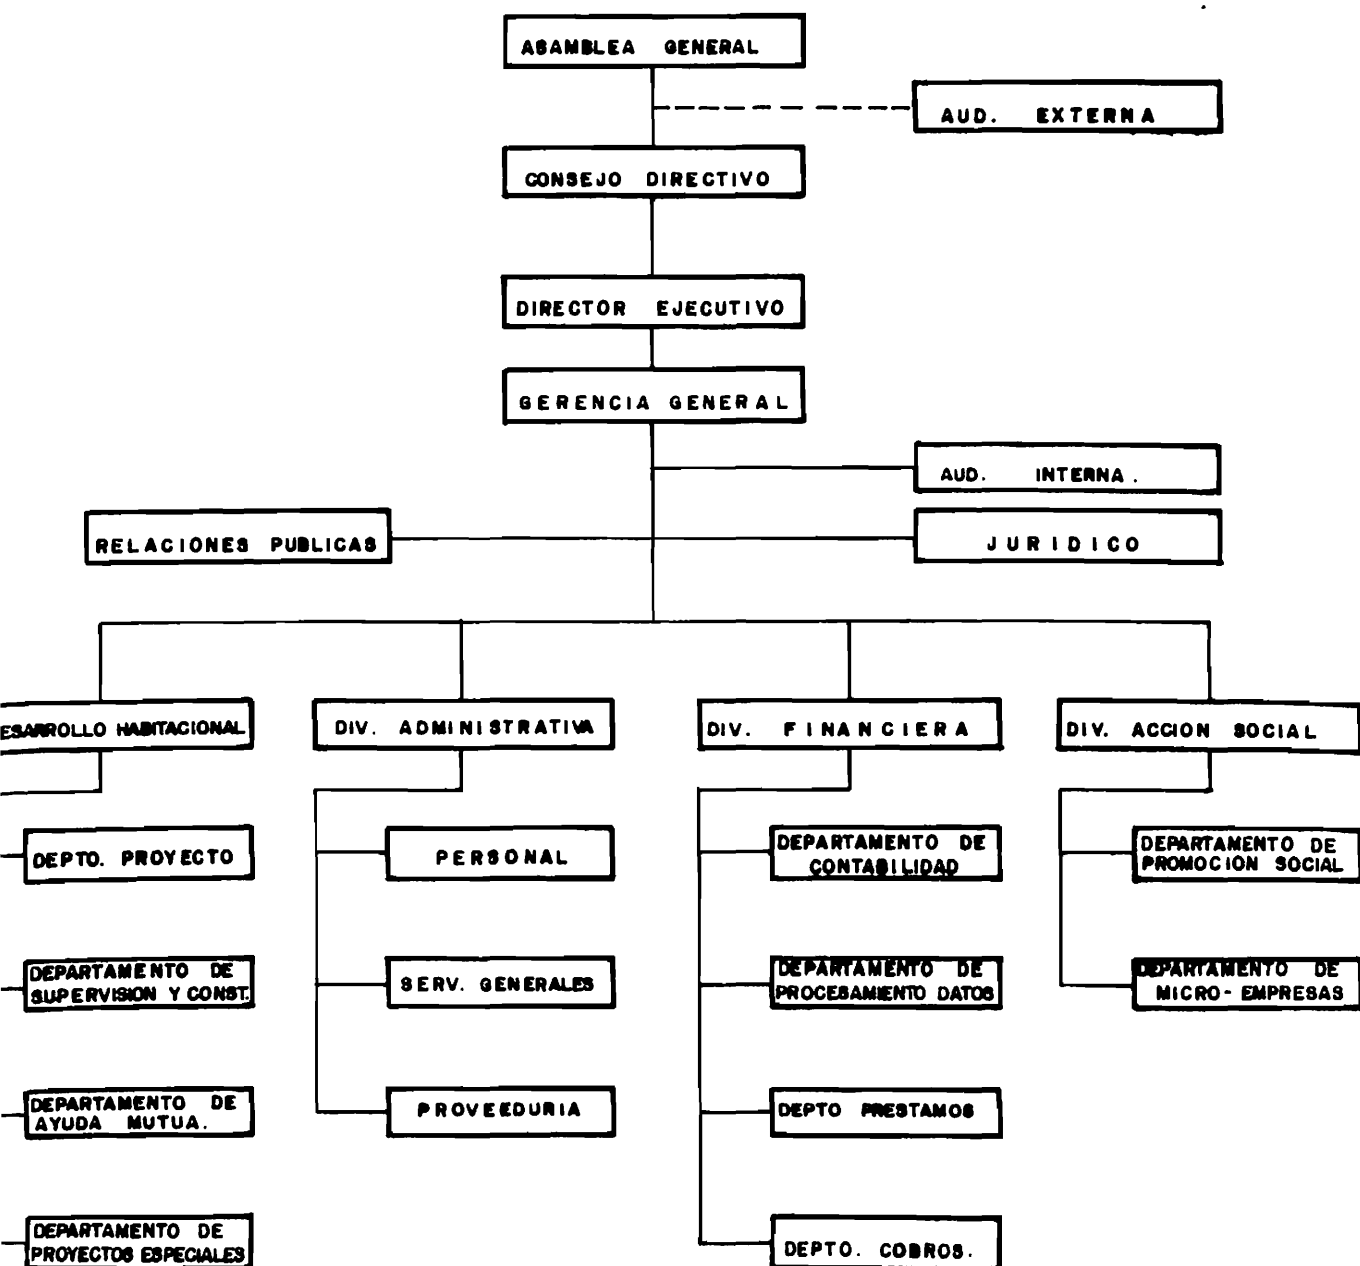 ASAMBLEA GENERAL
AUD. EXTERNA
CONSEJO DIRECTIVO
DIRECTOR EJECUTIVO
GERENCIA GENERAL
AUD. INTERNA.
RELACIONES PUBLICAS
JURIDICO
ESARROLLO HABITACIONAL
DIV. ADMINISTRATIVA
DIV. FINANCIERA
DIV. ACCION SOCIAL
DEPTO. PROYECTO
PERSONAL
DEPARTAMENTO DE
CONTABILIDAD
DEPARTAMENTO DE
PROMOCION SOCIAL
DEPARTAMENTO DE
SUPERVISION Y CONST.
SERV. GENERALES
DEPARTAMENTO DE
PROCESAMIENTO DATOS
DEPARTAMENTO DE
MICRO-EMPRESAS
DEPARTAMENTO DE
AYUDA MUTUA.
PROVEEDURIA
DEPTO PRESTAMOS
DEPARTAMENTO DE
PROYECTOS ESPECIALES
DEPTO. COBROS.